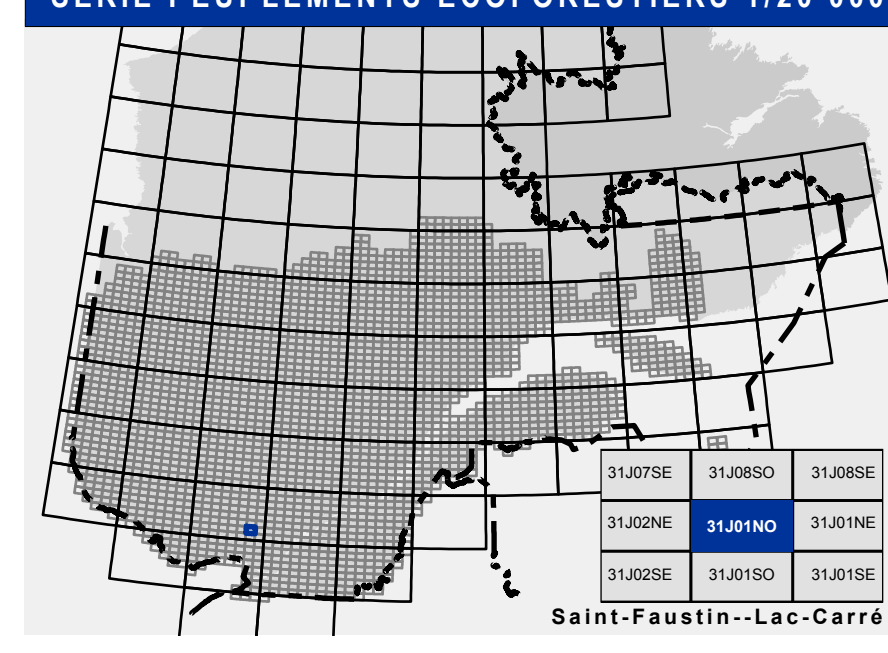 SÉRIE PEUPLEMENTS ÉCOFORESTIERS 1/20 000
31J07SE 31J08SO 31J08SE
31J02NE 31J01NO 31J01NE
31J02SE 31J01SO 31J01SE
Saint-Faustin--Lac-Carré